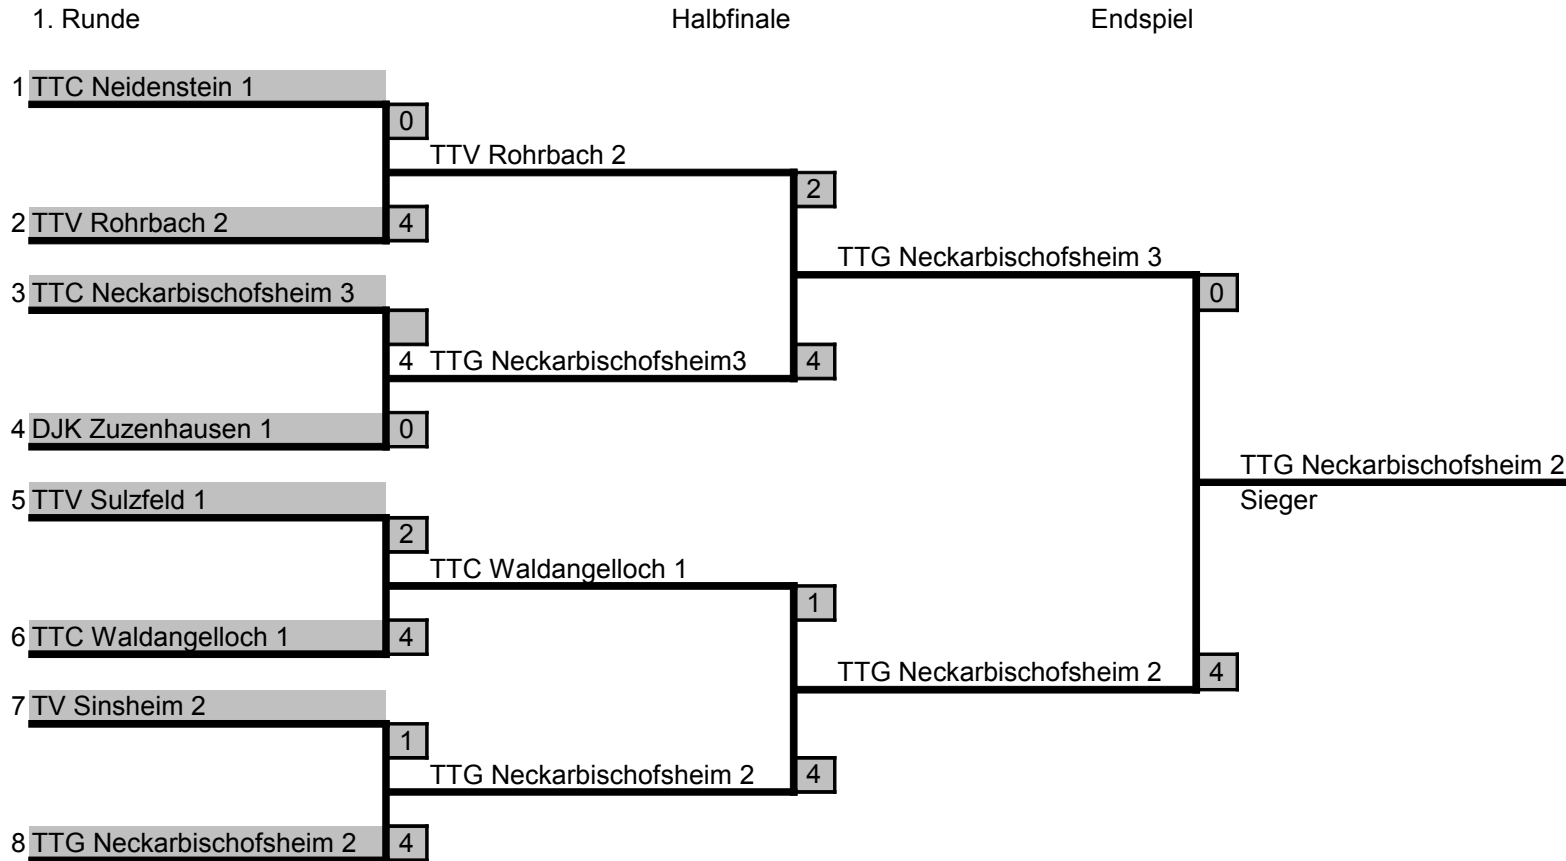 1. Runde Halbfinale Endspiel
1 TTC Neidenstein 1
0
TTV Rohrbach 2
2
2 TTV Rohrbach 2 4
TTG Neckarbischofsheim 3
3 TTC Neckarbischofsheim 3
0
4 TTG Neckarbischofsheim3 4
4 DJK Zuzenhausen 1 0
TTG Neckarbischofsheim 2
5 TTV Sulzfeld 1
Sieger
2
TTC Waldangelloch 1
1
6 TTC Waldangelloch 1 4
TTG Neckarbischofsheim 2 4
7 TV Sinsheim 2
1
TTG Neckarbischofsheim 2 4
8 TTG Neckarbischofsheim 2 4